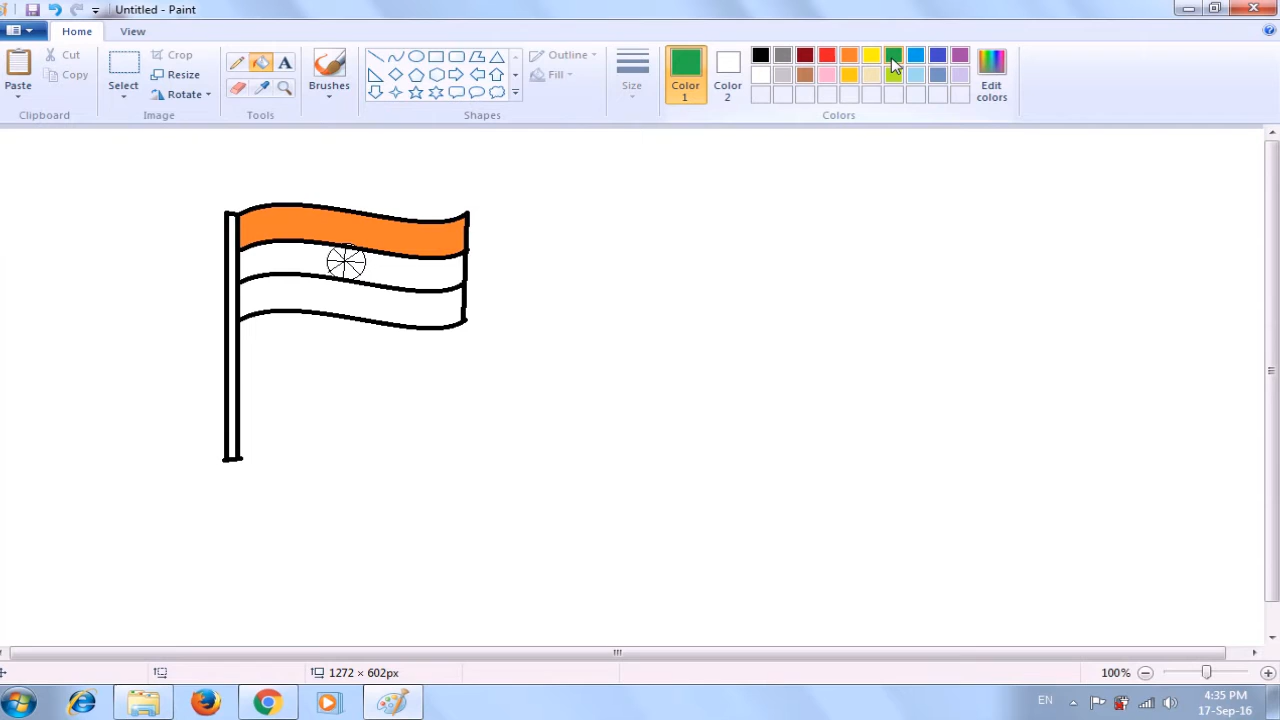 Untitled - Paint
Home View
Paste
Cut
Copy
Clipboard
Select
Crop
Resize
Rotate
Image
A
Tools
Brushes
Shapes
Outline
Fill
Size
Color 1
Color 2
Edit colors
Colors
1272 × 602px
100%
EN
4:35 PM
17-Sep-16